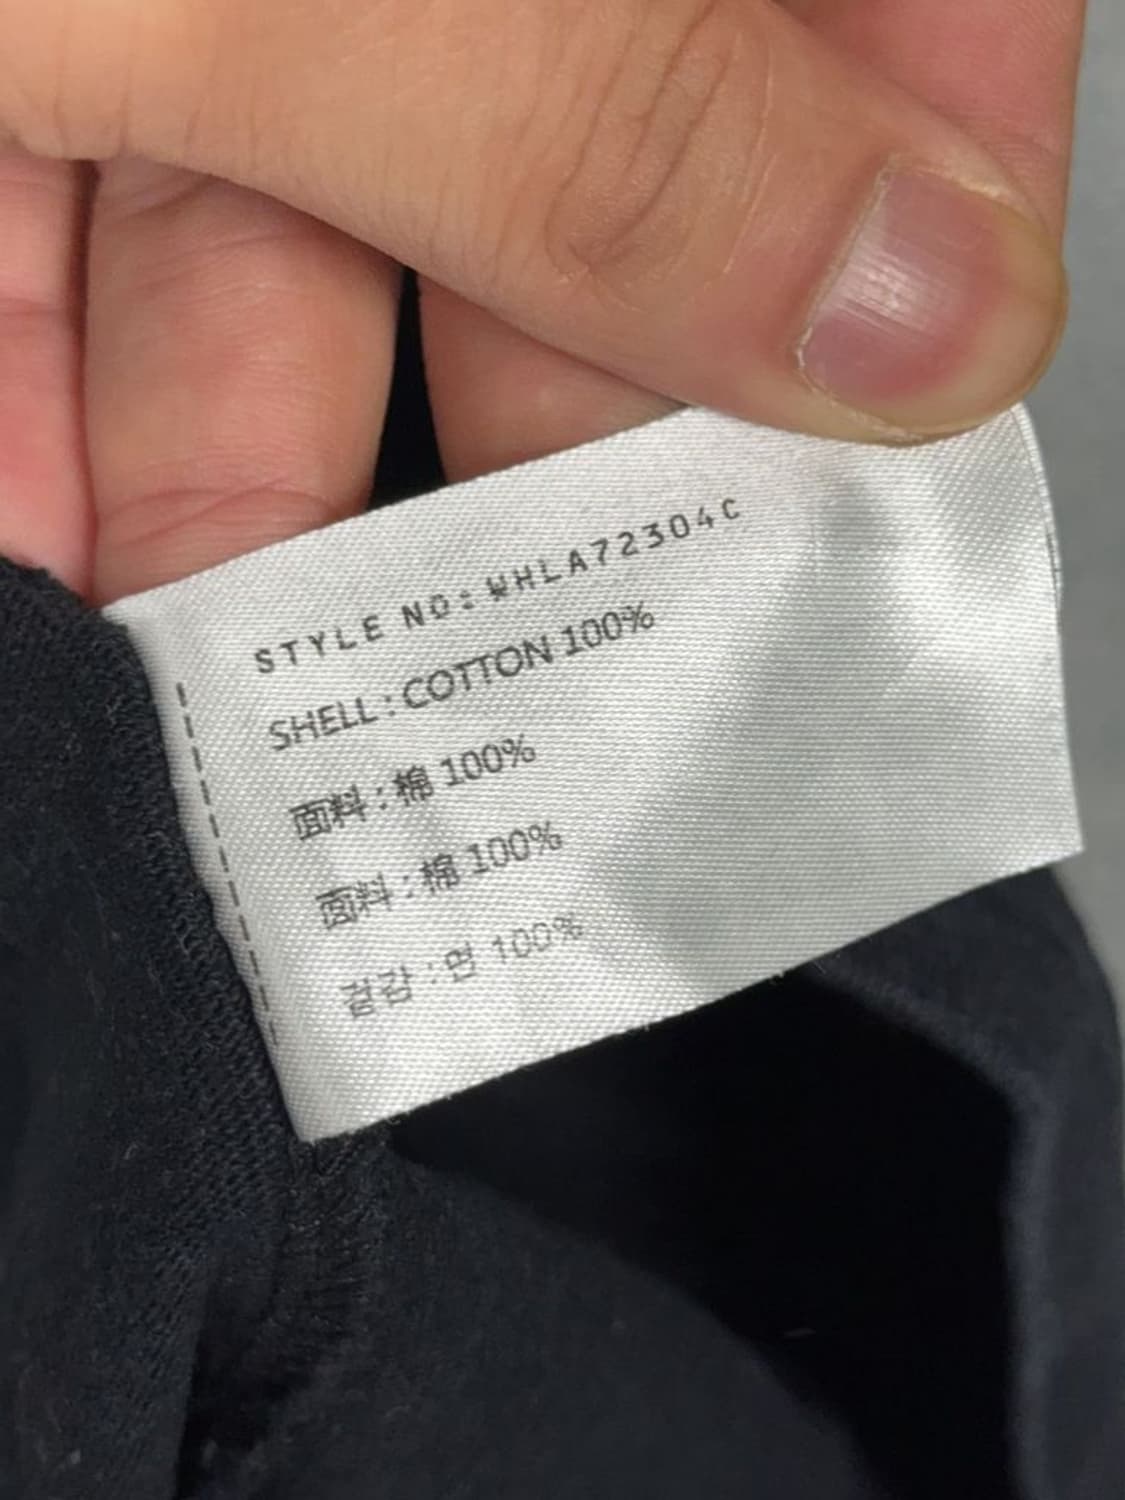 STYLE NO: WHLA72304C
SHELL : COTTON 100%
面料 : 棉 100%
面料 : 棉 100%
겉감 : 면 100%